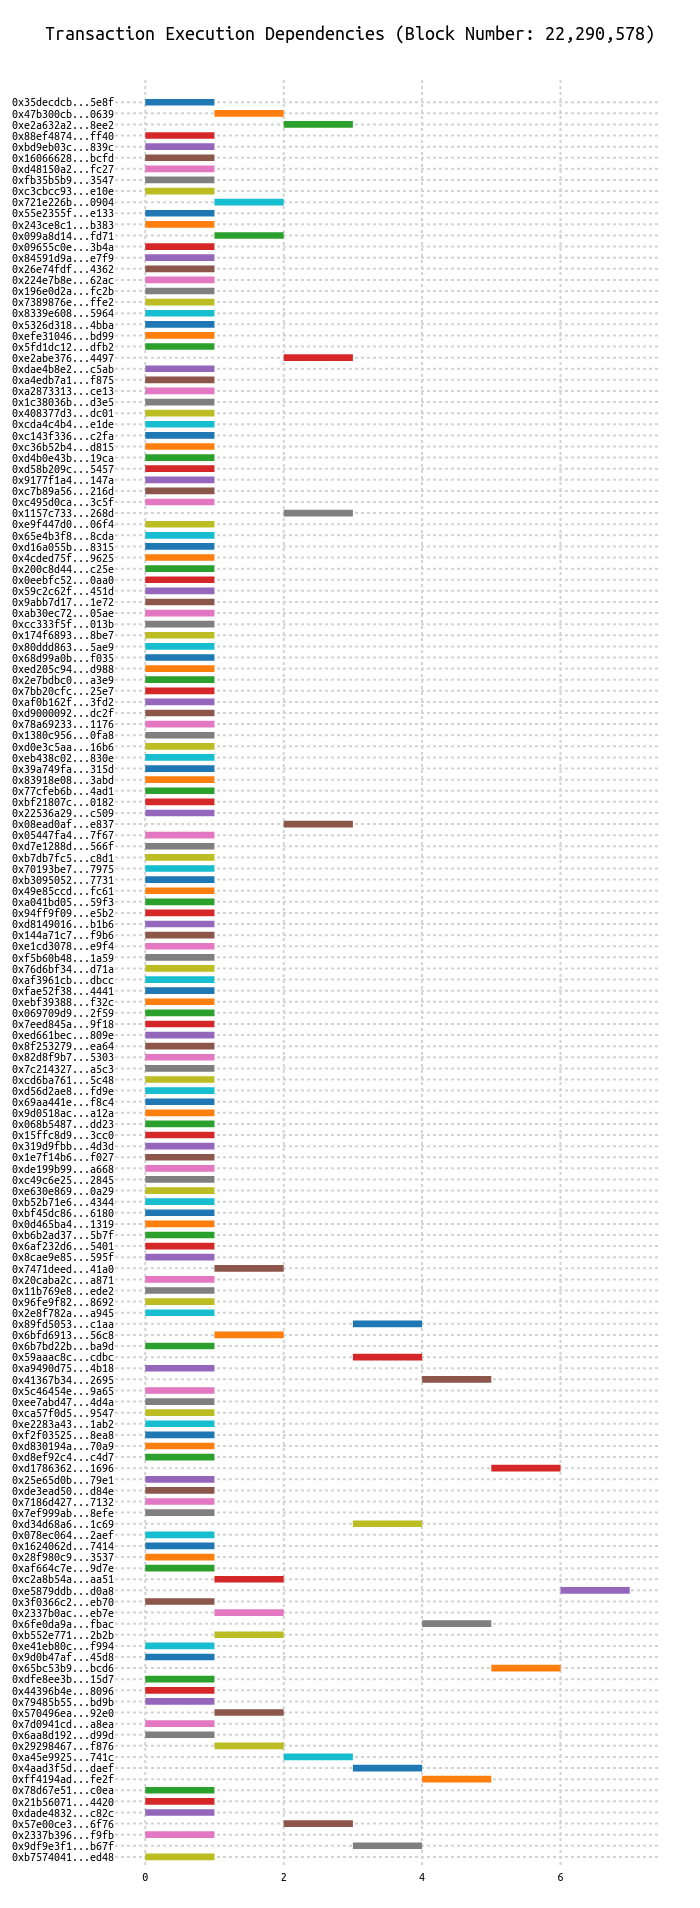 Transaction Execution Dependencies (Block Number: 22,290,578)
0x35decdcb...5e8f
0x47b300cb...0639
0xe2a632a2...8ee2
0x88ef4874...ff40
0xbd9eb03c...839c
0x16066628...bcfd
0xd48150a2...fc27
0xfb35b5b9...3547
0xc3cbcc93...e10e
0x721e226b...0904
0x55e2355f...e133
0x243ce8c1...b383
0x099a8d14...fd71
0x09655c0e...3b4a
0x84591d9a...e7f9
0x26e74fdf...4362
0x224e7b8e...62ac
0x196e0d2a...fc2b
0x7389876e...ffe2
0x8339e608...5964
0x5326d318...4bba
0xefe31046...bd99
0x5fd1dc12...dfb2
0xe2abe376...4497
0xdae4b8e2...c5ab
0xa4edb7a1...f875
0xa2873313...ce13
0x1c38036b...d3e5
0x408377d3...dc01
0xcda4c4b4...e1de
0xc143f336...c2fa
0xc36b52b4...d815
0xd4b0e43b...19ca
0xd58b209c...5457
0x9177f1a4...147a
0xc7b89a56...216d
0xc495d0ca...3c5f
0x1157c733...268d
0xe9f447d0...06f4
0x65e4b3f8...8cda
0xd16a055b...8315
0x4cded75f...9625
0x200c8d44...c25e
0x0eebfc52...0aa0
0x59c2c62f...451d
0x9abb7d17...1e72
0xab30ec72...05ae
0xcc333f5f...013b
0x174f6893...8be7
0x80ddd863...5ae9
0x68d99a0b...f035
0xed205c94...d988
0x2e7bdbc0...a3e9
0x7bb20cfc...25e7
0xaf0b162f...3fd2
0xd9000092...dc2f
0x78a69233...1176
0x1380c956...0fa8
0xd0e3c5aa...16b6
0xeb438c02...830e
0x39a749fa...315d
0x83918e08...3abd
0x77cfeb6b...4ad1
0xbf21807c...0182
0x22536a29...c509
0x08ead0af...e837
0x05447fa4...7f67
0xd7e1288d...566f
0xb7db7fc5...c8d1
0x70193be7...7975
0xb3095052...7731
0x49e85ccd...fc61
0xa041bd05...59f3
0x94ff9f09...e5b2
0xd8149016...b1b6
0x144a71c7...f9b6
0xe1cd3078...e9f4
0xf5b60b48...1a59
0x76d6bf34...d71a
0xaf3961cb...dbcc
0xfae52f38...4441
0xebf39388...f32c
0x069709d9...2f59
0x7eed845a...9f18
0xed661bec...809e
0x8f253279...ea64
0x82d8f9b7...5303
0x7c214327...a5c3
0xcd6ba761...5c48
0xd56d2ae8...fd9e
0x69aa441e...f8c4
0x9d0518ac...a12a
0x068b5487...dd23
0x15ffc8d9...3cc0
0x319d9fbb...4d3d
0x1e7f14b6...f027
0xde199b99...a668
0xc49c6e25...2845
0xe630e869...0a29
0xb52b71e6...4344
0xbf45dc86...6180
0x0d465ba4...1319
0xb6b2ad37...5b7f
0x6af232d6...5401
0x8cae9e85...595f
0x7471deed...41a0
0x20caba2c...a871
0x11b769e8...ede2
0x96fe9f82...8692
0x2e8f782a...a945
0x89fd5053...c1aa
0x6bfd6913...56c8
0x6b7bd22b...ba9d
0x59aaac8c...cdbc
0xa9490d75...4b18
0x41367b34...2695
0x5c46454e...9a65
0xee7abd47...4d4a
0xca57f0d5...9547
0xe2283a43...1ab2
0xf2f03525...8ea8
0xd830194a...70a9
0xd8ef92c4...c4d7
0xd1786362...1696
0x25e65d0b...79e1
0xde3ead50...d84e
0x7186d427...7132
0x7ef999ab...8efe
0xd34d68a6...1c69
0x078ec064...2aef
0x1624062d...7414
0x28f980c9...3537
0xaf664c7e...9d7e
0xc2a8b54a...aa51
0xe5879ddb...d0a8
0x3f0366c2...eb70
0x2337b0ac...eb7e
0x6fe0da9a...fbac
0xb552e771...2b2b
0xe41eb80c...f994
0x9d0b47af...45d8
0x65bc53b9...bcd6
0xdfe8ee3b...15d7
0x44396b4e...8096
0x79485b55...bd9b
0x570496ea...92e0
0x7d0941cd...a8ea
0x6aa8d192...d99d
0x29298467...f876
0xa45e9925...741c
0x4aad3f5d...daef
0xff4194ad...fe2f
0x78d67e51...c0ea
0x21b56071...4420
0xdade4832...c82c
0x57e00ce3...6f76
0x2337b396...f9fb
0x9df9e3f1...b67f
0xb7574041...ed48
0 2 4 6